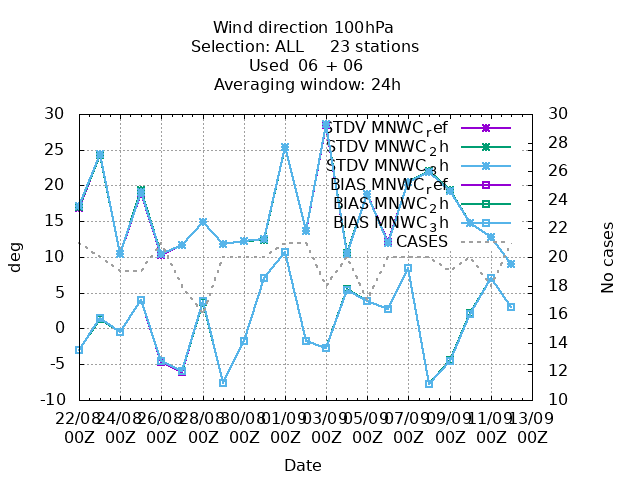 Wind direction 100hPa
Selection: ALL 23 stations
Used 06 + 06
Averaging window: 24h
30 30
25 28
20 26
15 24
10 22
5 20
0 18
-5 16
-10 14
12
10
deg
No cases
STDV MNWC_ref
STDV MNWC_2h
STDV MNWC_3h
BIAS MNWC_ref
BIAS MNWC_2h
BIAS MNWC_3h
CASES
22/08 24/08 26/08 28/08 30/08 01/09 03/09 05/09 07/09 09/09 11/09 13/09
00Z 00Z 00Z 00Z 00Z 00Z 00Z 00Z 00Z 00Z 00Z 00Z
Date